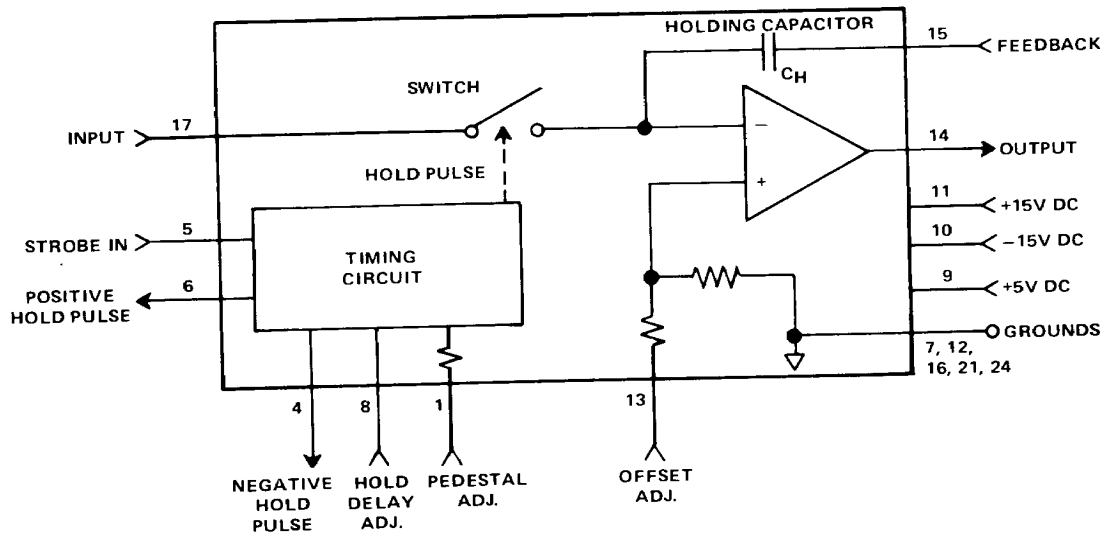 HOLDING CAPACITOR
15
FEEDBACK
CH
SWITCH
17
INPUT
−
14
OUTPUT
HOLD PULSE
+
11
+15V DC
5
STROBE IN
10
−15V DC
TIMING
CIRCUIT
6
POSITIVE
HOLD PULSE
9
+5V DC
GROUNDS
7, 12,
16, 21, 24
4
8
1
13
NEGATIVE
HOLD
PULSE
HOLD
DELAY
ADJ.
PEDESTAL
ADJ.
OFFSET
ADJ.